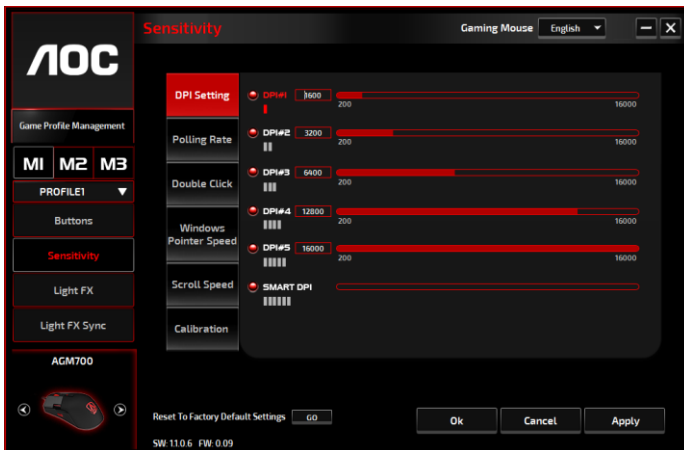 Sensitivity
Gaming Mouse English
AOC
Game Profile Management
M1 M2 M3
PROFILE1
Buttons
Sensitivity
Light FX
Light FX Sync
AGM700
DPI Setting
Polling Rate
Double Click
Windows
Pointer Speed
Scroll Speed
Calibration
DPI#1 1600
200 16000
DPI#2 3200
200 16000
DPI#3 6400
200 16000
DPI#4 12800
200 16000
DPI#5 16000
200 16000
SMART DPI
Reset To Factory Default Settings GO
Ok Cancel Apply
SW: 1.1.0.6 FW: 0.09